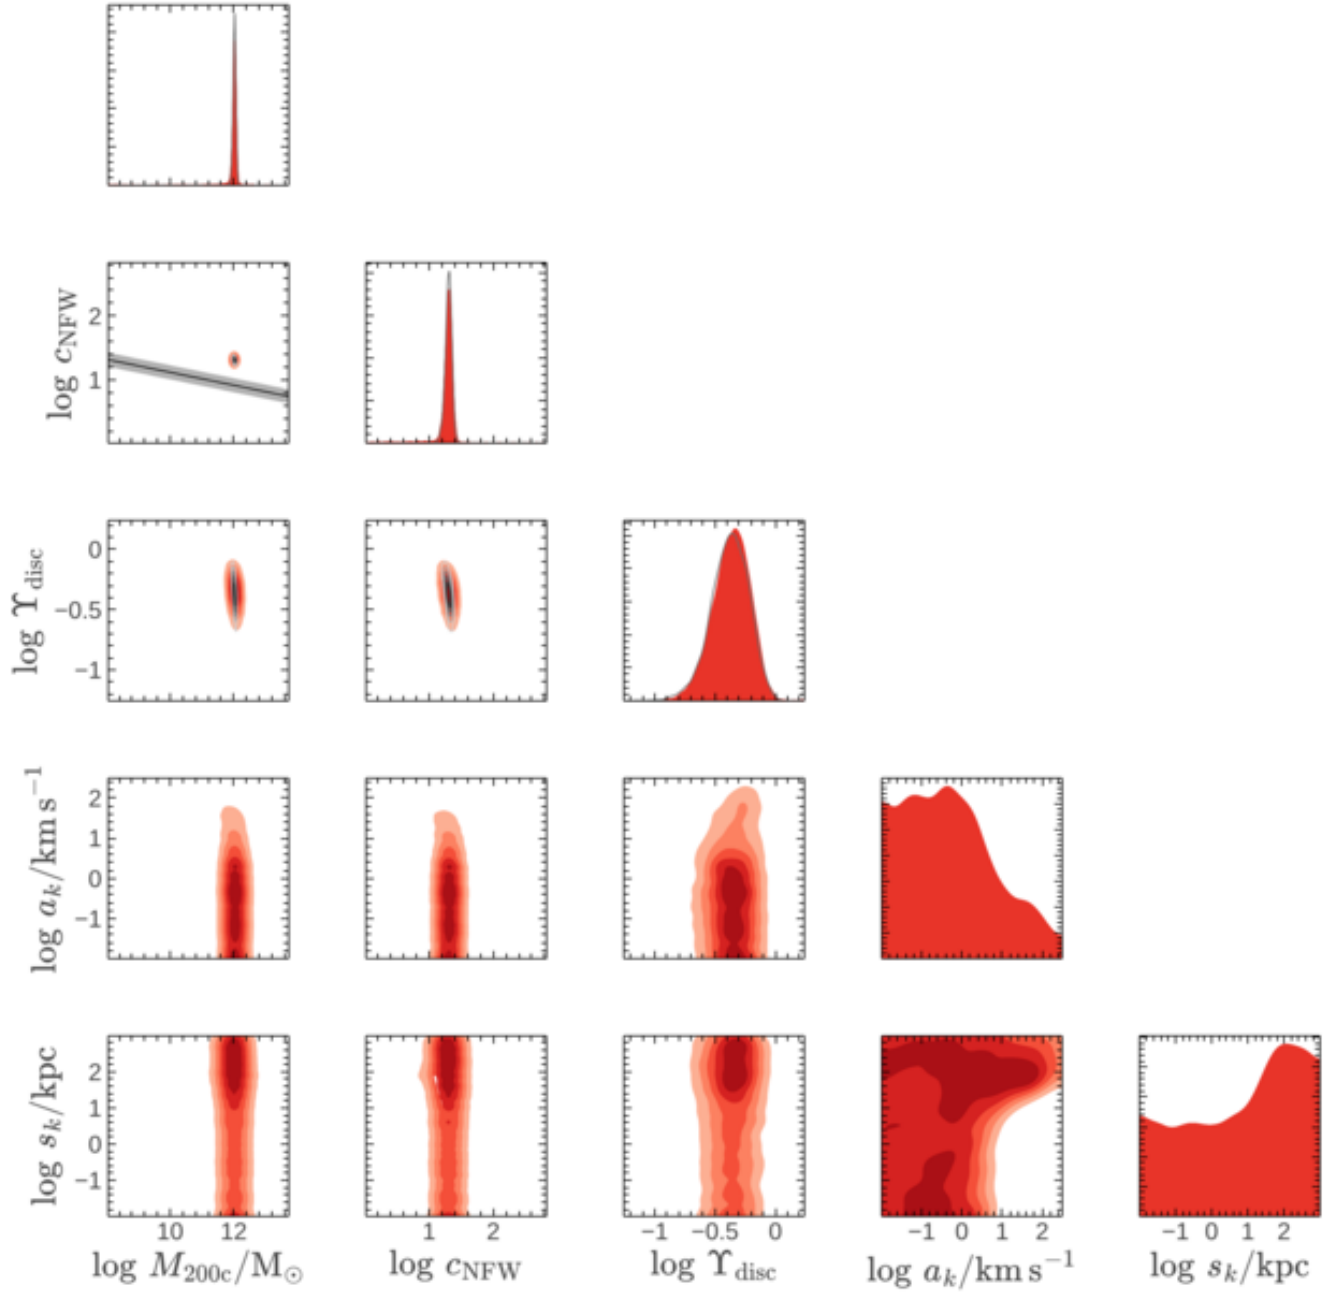 log c_NFW
2
1
log ϒ_disc
0
−0.5
−1
log a_k/km s⁻¹
2
1
0
−1
log s_k/kpc
2
1
0
−1
10 12
1 2
−1 −0.5 0
−1 0 1 2
−1 0 1 2
log M_200c/M_⊙
log c_NFW
log ϒ_disc
log a_k/km s⁻¹
log s_k/kpc